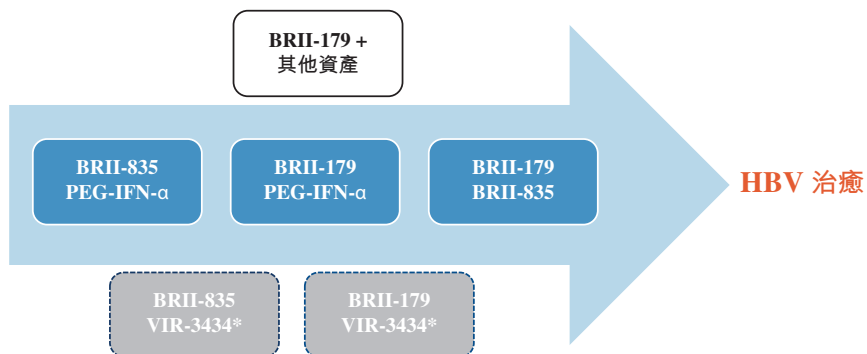 BRII-179 +
其他資產
BRII-835
PEG-IFN-α
BRII-179
PEG-IFN-α
BRII-179
BRII-835
HBV 治癒
BRII-835
VIR-3434*
BRII-179
VIR-3434*